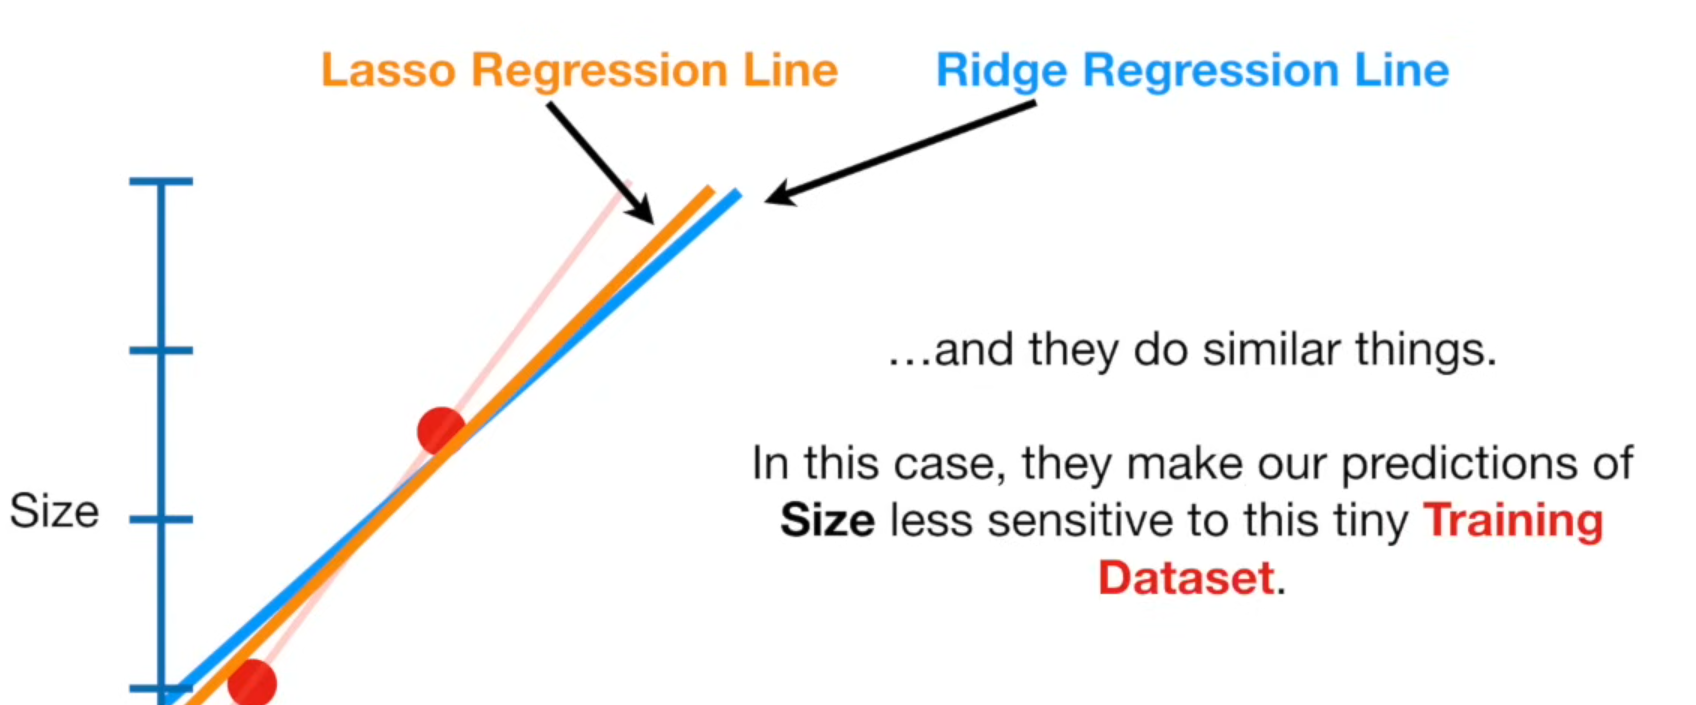 Lasso Regression Line
Ridge Regression Line
…and they do similar things.
In this case, they make our predictions of
Size less sensitive to this tiny Training
Dataset.
Size